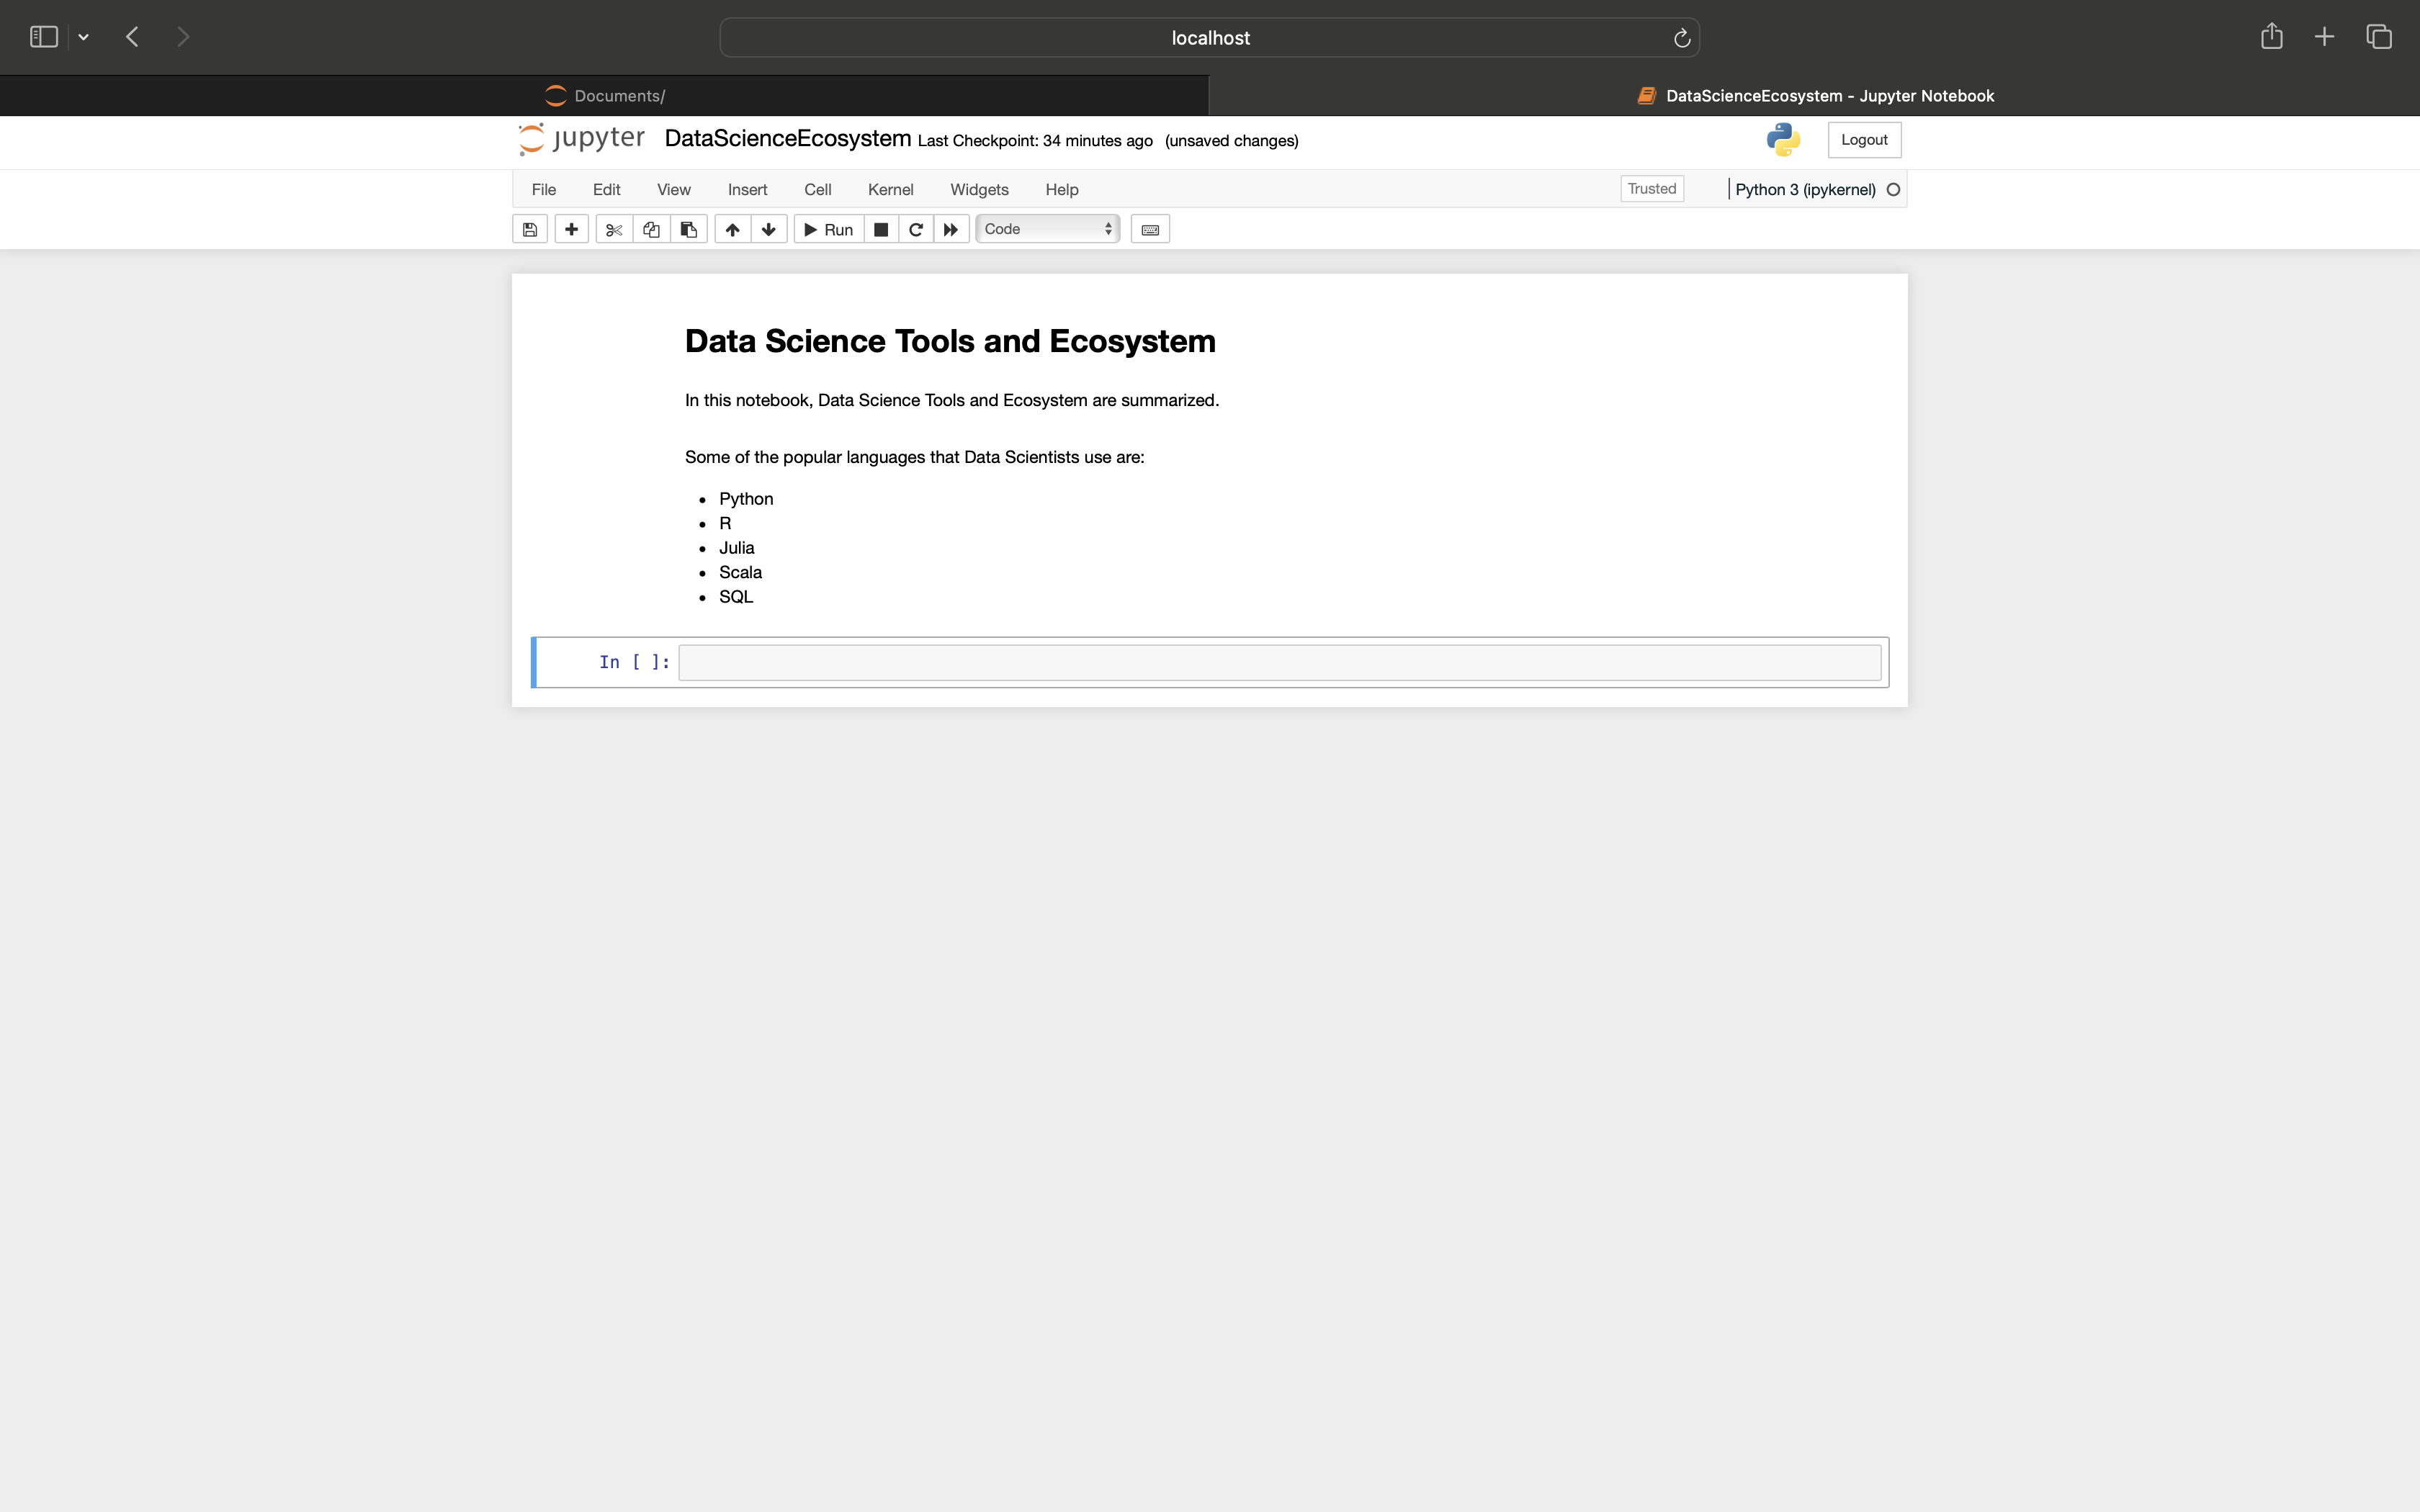 localhost
Documents/
DataScienceEcosystem - Jupyter Notebook
jupyter DataScienceEcosystem Last Checkpoint: 34 minutes ago (unsaved changes)
Logout
File Edit View Insert Cell Kernel Widgets Help
Trusted
Python 3 (ipykernel)
Run
Code
Data Science Tools and Ecosystem
In this notebook, Data Science Tools and Ecosystem are summarized.
Some of the popular languages that Data Scientists use are:
• Python
• R
• Julia
• Scala
• SQL
In [ ]: